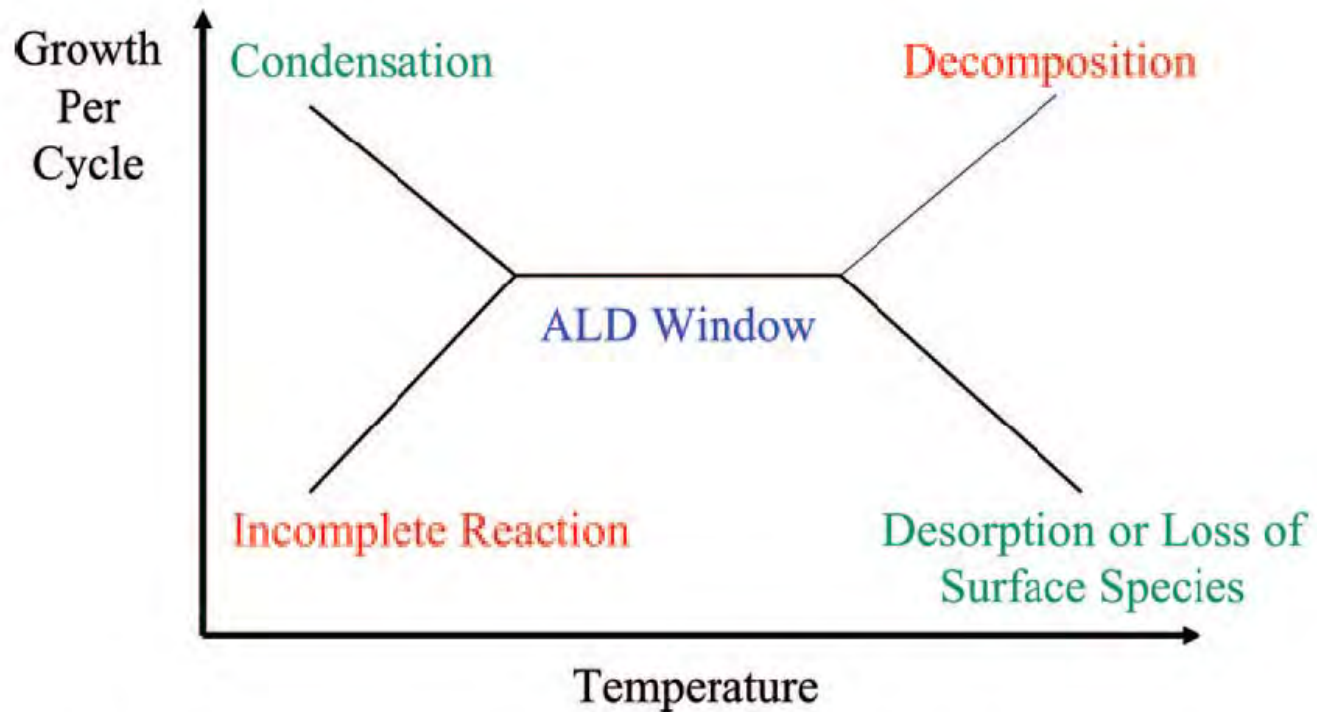 Growth
Per
Cycle
Condensation
Decomposition
ALD Window
Incomplete Reaction
Desorption or Loss of
Surface Species
Temperature